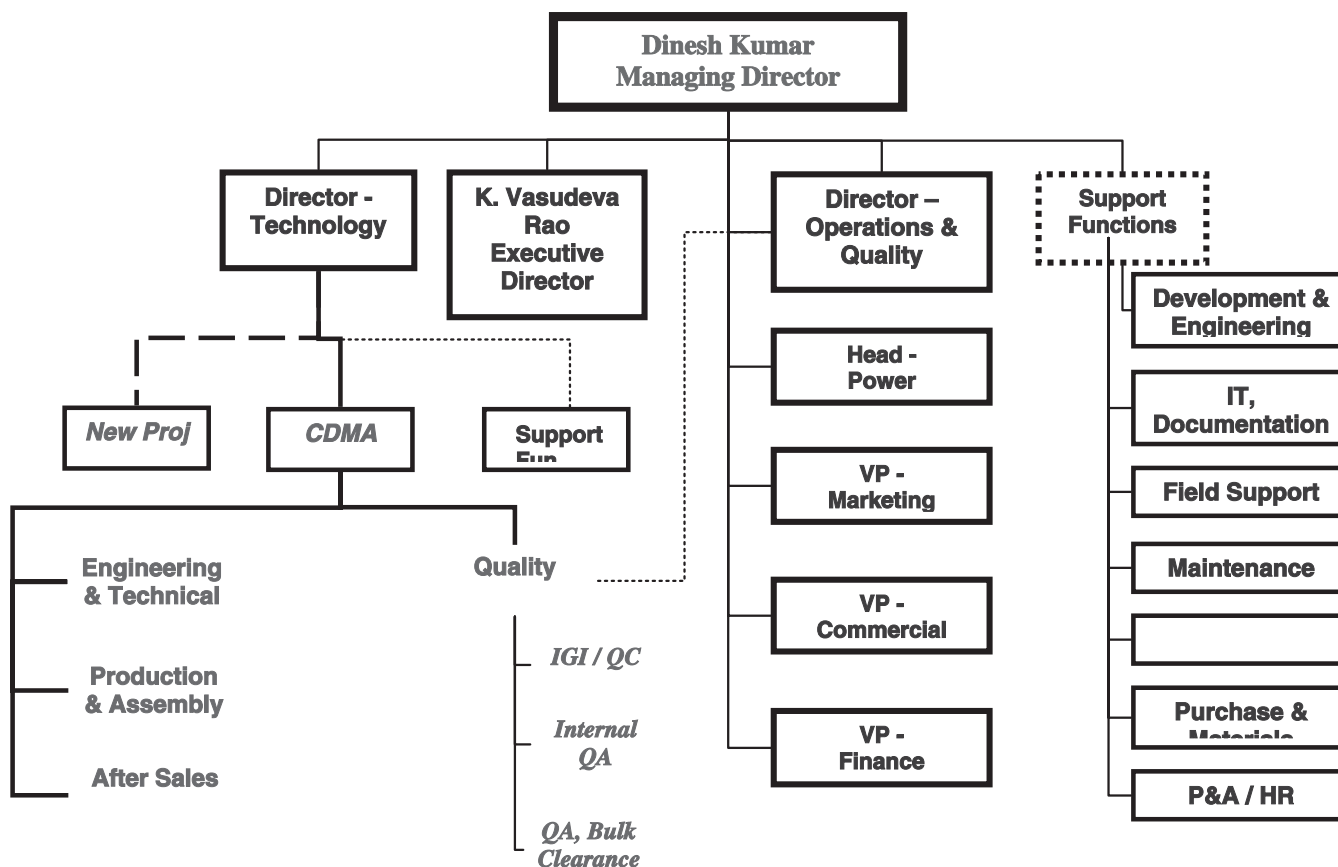 Dinesh Kumar
Managing Director
Director -
Technology
K. Vasudeva
Rao
Executive
Director
Director –
Operations &
Quality
Support
Functions
Development &
Engineering
Head -
Power
New Proj
CDMA
Support
Fun
IT,
Documentation
VP -
Marketing
Field Support
Engineering
& Technical
Quality
Maintenance
VP -
Commercial
IGI / QC
Production
& Assembly
Internal
QA
Purchase &
Materials
VP -
Finance
After Sales
P&A / HR
QA, Bulk
Clearance